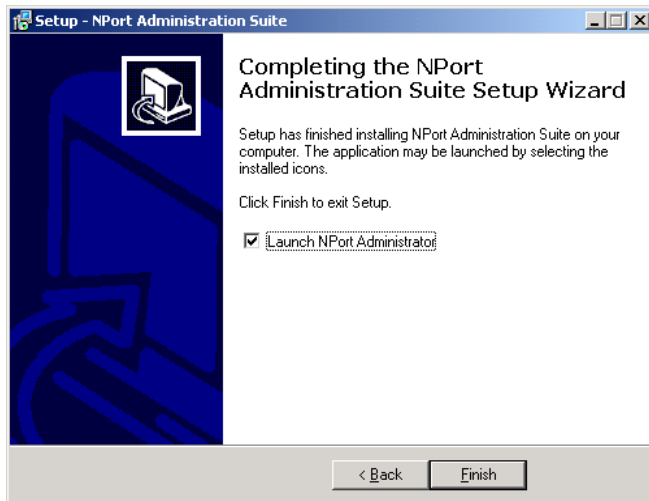 Setup - NPort Administration Suite
Completing the NPort
Administration Suite Setup Wizard
Setup has finished installing NPort Administration Suite on your
computer. The application may be launched by selecting the
installed icons.
Click Finish to exit Setup.
Launch NPort Administrator
< Back
Finish